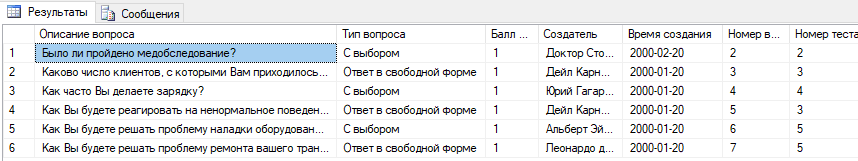 Результаты Сообщения
Описание вопроса Тип вопроса Балл ... Создатель Время создания Номер в... Номер теста
1 Было ли пройдено медобследование? С выбором 1 Доктор Сто... 2000-02-20 2 2
2 Каково число клиентов, с которыми Вам приходилось... Ответ в свободной форме 1 Дейл Карн... 2000-01-20 3 3
3 Как часто Вы делаете зарядку? С выбором 1 Юрий Гагар... 2000-01-20 4 4
4 Как Вы будете реагировать на ненормальное поведен... Ответ в свободной форме 1 Дейл Карн... 2000-01-20 5 3
5 Как Вы будете решать проблему наладки оборудован... С выбором 1 Альберт Эй... 2000-01-20 6 5
6 Как Вы будете решать проблему ремонта вашего тран... Ответ в свободной форме 1 Леонардо д... 2000-01-20 7 5